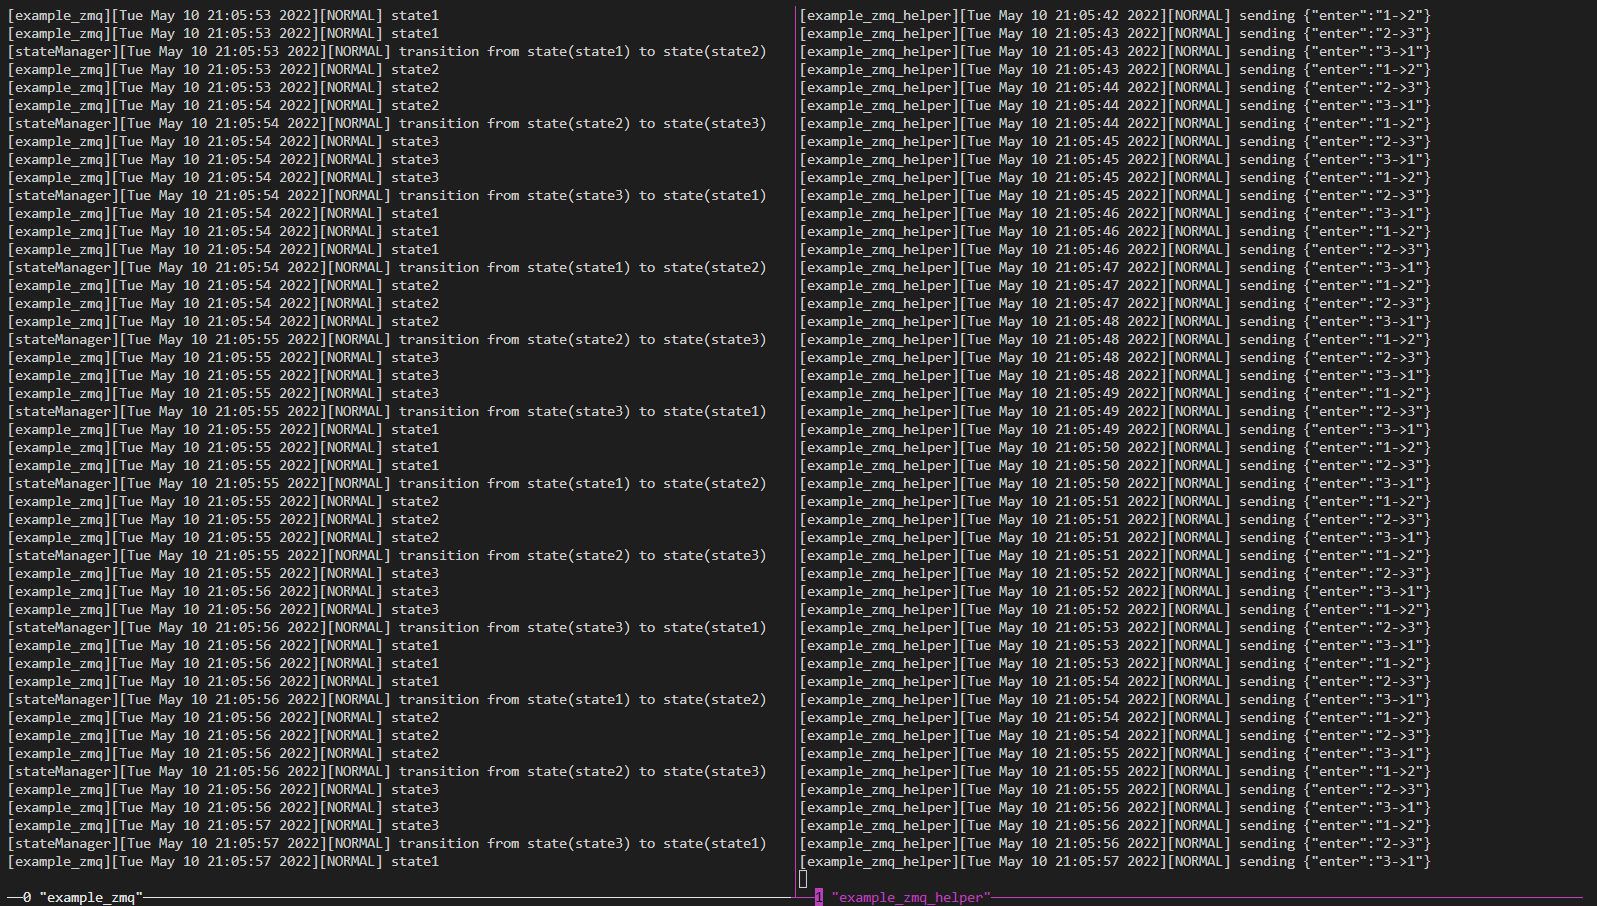 [example_zmq][Tue May 10 21:05:53 2022][NORMAL] state1
[example_zmq][Tue May 10 21:05:53 2022][NORMAL] state1
[stateManager][Tue May 10 21:05:53 2022][NORMAL] transition from state(state1) to state(state2)
[example_zmq][Tue May 10 21:05:53 2022][NORMAL] state2
[example_zmq][Tue May 10 21:05:53 2022][NORMAL] state2
[example_zmq][Tue May 10 21:05:54 2022][NORMAL] state2
[stateManager][Tue May 10 21:05:54 2022][NORMAL] transition from state(state2) to state(state3)
[example_zmq][Tue May 10 21:05:54 2022][NORMAL] state3
[example_zmq][Tue May 10 21:05:54 2022][NORMAL] state3
[example_zmq][Tue May 10 21:05:54 2022][NORMAL] state3
[stateManager][Tue May 10 21:05:54 2022][NORMAL] transition from state(state3) to state(state1)
[example_zmq][Tue May 10 21:05:54 2022][NORMAL] state1
[example_zmq][Tue May 10 21:05:54 2022][NORMAL] state1
[example_zmq][Tue May 10 21:05:54 2022][NORMAL] state1
[stateManager][Tue May 10 21:05:54 2022][NORMAL] transition from state(state1) to state(state2)
[example_zmq][Tue May 10 21:05:54 2022][NORMAL] state2
[example_zmq][Tue May 10 21:05:54 2022][NORMAL] state2
[example_zmq][Tue May 10 21:05:54 2022][NORMAL] state2
[stateManager][Tue May 10 21:05:55 2022][NORMAL] transition from state(state2) to state(state3)
[example_zmq][Tue May 10 21:05:55 2022][NORMAL] state3
[example_zmq][Tue May 10 21:05:55 2022][NORMAL] state3
[example_zmq][Tue May 10 21:05:55 2022][NORMAL] state3
[stateManager][Tue May 10 21:05:55 2022][NORMAL] transition from state(state3) to state(state1)
[example_zmq][Tue May 10 21:05:55 2022][NORMAL] state1
[example_zmq][Tue May 10 21:05:55 2022][NORMAL] state1
[example_zmq][Tue May 10 21:05:55 2022][NORMAL] state1
[stateManager][Tue May 10 21:05:55 2022][NORMAL] transition from state(state1) to state(state2)
[example_zmq][Tue May 10 21:05:55 2022][NORMAL] state2
[example_zmq][Tue May 10 21:05:55 2022][NORMAL] state2
[example_zmq][Tue May 10 21:05:55 2022][NORMAL] state2
[stateManager][Tue May 10 21:05:55 2022][NORMAL] transition from state(state2) to state(state3)
[example_zmq][Tue May 10 21:05:55 2022][NORMAL] state3
[example_zmq][Tue May 10 21:05:56 2022][NORMAL] state3
[example_zmq][Tue May 10 21:05:56 2022][NORMAL] state3
[stateManager][Tue May 10 21:05:56 2022][NORMAL] transition from state(state3) to state(state1)
[example_zmq][Tue May 10 21:05:56 2022][NORMAL] state1
[example_zmq][Tue May 10 21:05:56 2022][NORMAL] state1
[example_zmq][Tue May 10 21:05:56 2022][NORMAL] state1
[stateManager][Tue May 10 21:05:56 2022][NORMAL] transition from state(state1) to state(state2)
[example_zmq][Tue May 10 21:05:56 2022][NORMAL] state2
[example_zmq][Tue May 10 21:05:56 2022][NORMAL] state2
[example_zmq][Tue May 10 21:05:56 2022][NORMAL] state2
[stateManager][Tue May 10 21:05:56 2022][NORMAL] transition from state(state2) to state(state3)
[example_zmq][Tue May 10 21:05:56 2022][NORMAL] state3
[example_zmq][Tue May 10 21:05:56 2022][NORMAL] state3
[example_zmq][Tue May 10 21:05:57 2022][NORMAL] state3
[stateManager][Tue May 10 21:05:57 2022][NORMAL] transition from state(state3) to state(state1)
[example_zmq][Tue May 10 21:05:57 2022][NORMAL] state1
0 "example_zmq"
[example_zmq_helper][Tue May 10 21:05:42 2022][NORMAL] sending {"enter":"1->2"}
[example_zmq_helper][Tue May 10 21:05:43 2022][NORMAL] sending {"enter":"2->3"}
[example_zmq_helper][Tue May 10 21:05:43 2022][NORMAL] sending {"enter":"3->1"}
[example_zmq_helper][Tue May 10 21:05:43 2022][NORMAL] sending {"enter":"1->2"}
[example_zmq_helper][Tue May 10 21:05:44 2022][NORMAL] sending {"enter":"2->3"}
[example_zmq_helper][Tue May 10 21:05:44 2022][NORMAL] sending {"enter":"3->1"}
[example_zmq_helper][Tue May 10 21:05:44 2022][NORMAL] sending {"enter":"1->2"}
[example_zmq_helper][Tue May 10 21:05:45 2022][NORMAL] sending {"enter":"2->3"}
[example_zmq_helper][Tue May 10 21:05:45 2022][NORMAL] sending {"enter":"3->1"}
[example_zmq_helper][Tue May 10 21:05:45 2022][NORMAL] sending {"enter":"1->2"}
[example_zmq_helper][Tue May 10 21:05:45 2022][NORMAL] sending {"enter":"2->3"}
[example_zmq_helper][Tue May 10 21:05:46 2022][NORMAL] sending {"enter":"3->1"}
[example_zmq_helper][Tue May 10 21:05:46 2022][NORMAL] sending {"enter":"1->2"}
[example_zmq_helper][Tue May 10 21:05:46 2022][NORMAL] sending {"enter":"2->3"}
[example_zmq_helper][Tue May 10 21:05:47 2022][NORMAL] sending {"enter":"3->1"}
[example_zmq_helper][Tue May 10 21:05:47 2022][NORMAL] sending {"enter":"1->2"}
[example_zmq_helper][Tue May 10 21:05:47 2022][NORMAL] sending {"enter":"2->3"}
[example_zmq_helper][Tue May 10 21:05:48 2022][NORMAL] sending {"enter":"3->1"}
[example_zmq_helper][Tue May 10 21:05:48 2022][NORMAL] sending {"enter":"1->2"}
[example_zmq_helper][Tue May 10 21:05:48 2022][NORMAL] sending {"enter":"2->3"}
[example_zmq_helper][Tue May 10 21:05:48 2022][NORMAL] sending {"enter":"3->1"}
[example_zmq_helper][Tue May 10 21:05:49 2022][NORMAL] sending {"enter":"1->2"}
[example_zmq_helper][Tue May 10 21:05:49 2022][NORMAL] sending {"enter":"2->3"}
[example_zmq_helper][Tue May 10 21:05:49 2022][NORMAL] sending {"enter":"3->1"}
[example_zmq_helper][Tue May 10 21:05:50 2022][NORMAL] sending {"enter":"1->2"}
[example_zmq_helper][Tue May 10 21:05:50 2022][NORMAL] sending {"enter":"2->3"}
[example_zmq_helper][Tue May 10 21:05:50 2022][NORMAL] sending {"enter":"3->1"}
[example_zmq_helper][Tue May 10 21:05:51 2022][NORMAL] sending {"enter":"1->2"}
[example_zmq_helper][Tue May 10 21:05:51 2022][NORMAL] sending {"enter":"2->3"}
[example_zmq_helper][Tue May 10 21:05:51 2022][NORMAL] sending {"enter":"3->1"}
[example_zmq_helper][Tue May 10 21:05:51 2022][NORMAL] sending {"enter":"1->2"}
[example_zmq_helper][Tue May 10 21:05:52 2022][NORMAL] sending {"enter":"2->3"}
[example_zmq_helper][Tue May 10 21:05:52 2022][NORMAL] sending {"enter":"3->1"}
[example_zmq_helper][Tue May 10 21:05:52 2022][NORMAL] sending {"enter":"1->2"}
[example_zmq_helper][Tue May 10 21:05:53 2022][NORMAL] sending {"enter":"2->3"}
[example_zmq_helper][Tue May 10 21:05:53 2022][NORMAL] sending {"enter":"3->1"}
[example_zmq_helper][Tue May 10 21:05:53 2022][NORMAL] sending {"enter":"1->2"}
[example_zmq_helper][Tue May 10 21:05:54 2022][NORMAL] sending {"enter":"2->3"}
[example_zmq_helper][Tue May 10 21:05:54 2022][NORMAL] sending {"enter":"3->1"}
[example_zmq_helper][Tue May 10 21:05:54 2022][NORMAL] sending {"enter":"1->2"}
[example_zmq_helper][Tue May 10 21:05:54 2022][NORMAL] sending {"enter":"2->3"}
[example_zmq_helper][Tue May 10 21:05:55 2022][NORMAL] sending {"enter":"3->1"}
[example_zmq_helper][Tue May 10 21:05:55 2022][NORMAL] sending {"enter":"1->2"}
[example_zmq_helper][Tue May 10 21:05:55 2022][NORMAL] sending {"enter":"2->3"}
[example_zmq_helper][Tue May 10 21:05:56 2022][NORMAL] sending {"enter":"3->1"}
[example_zmq_helper][Tue May 10 21:05:56 2022][NORMAL] sending {"enter":"1->2"}
[example_zmq_helper][Tue May 10 21:05:56 2022][NORMAL] sending {"enter":"2->3"}
[example_zmq_helper][Tue May 10 21:05:57 2022][NORMAL] sending {"enter":"3->1"}
1 "example_zmq_helper"